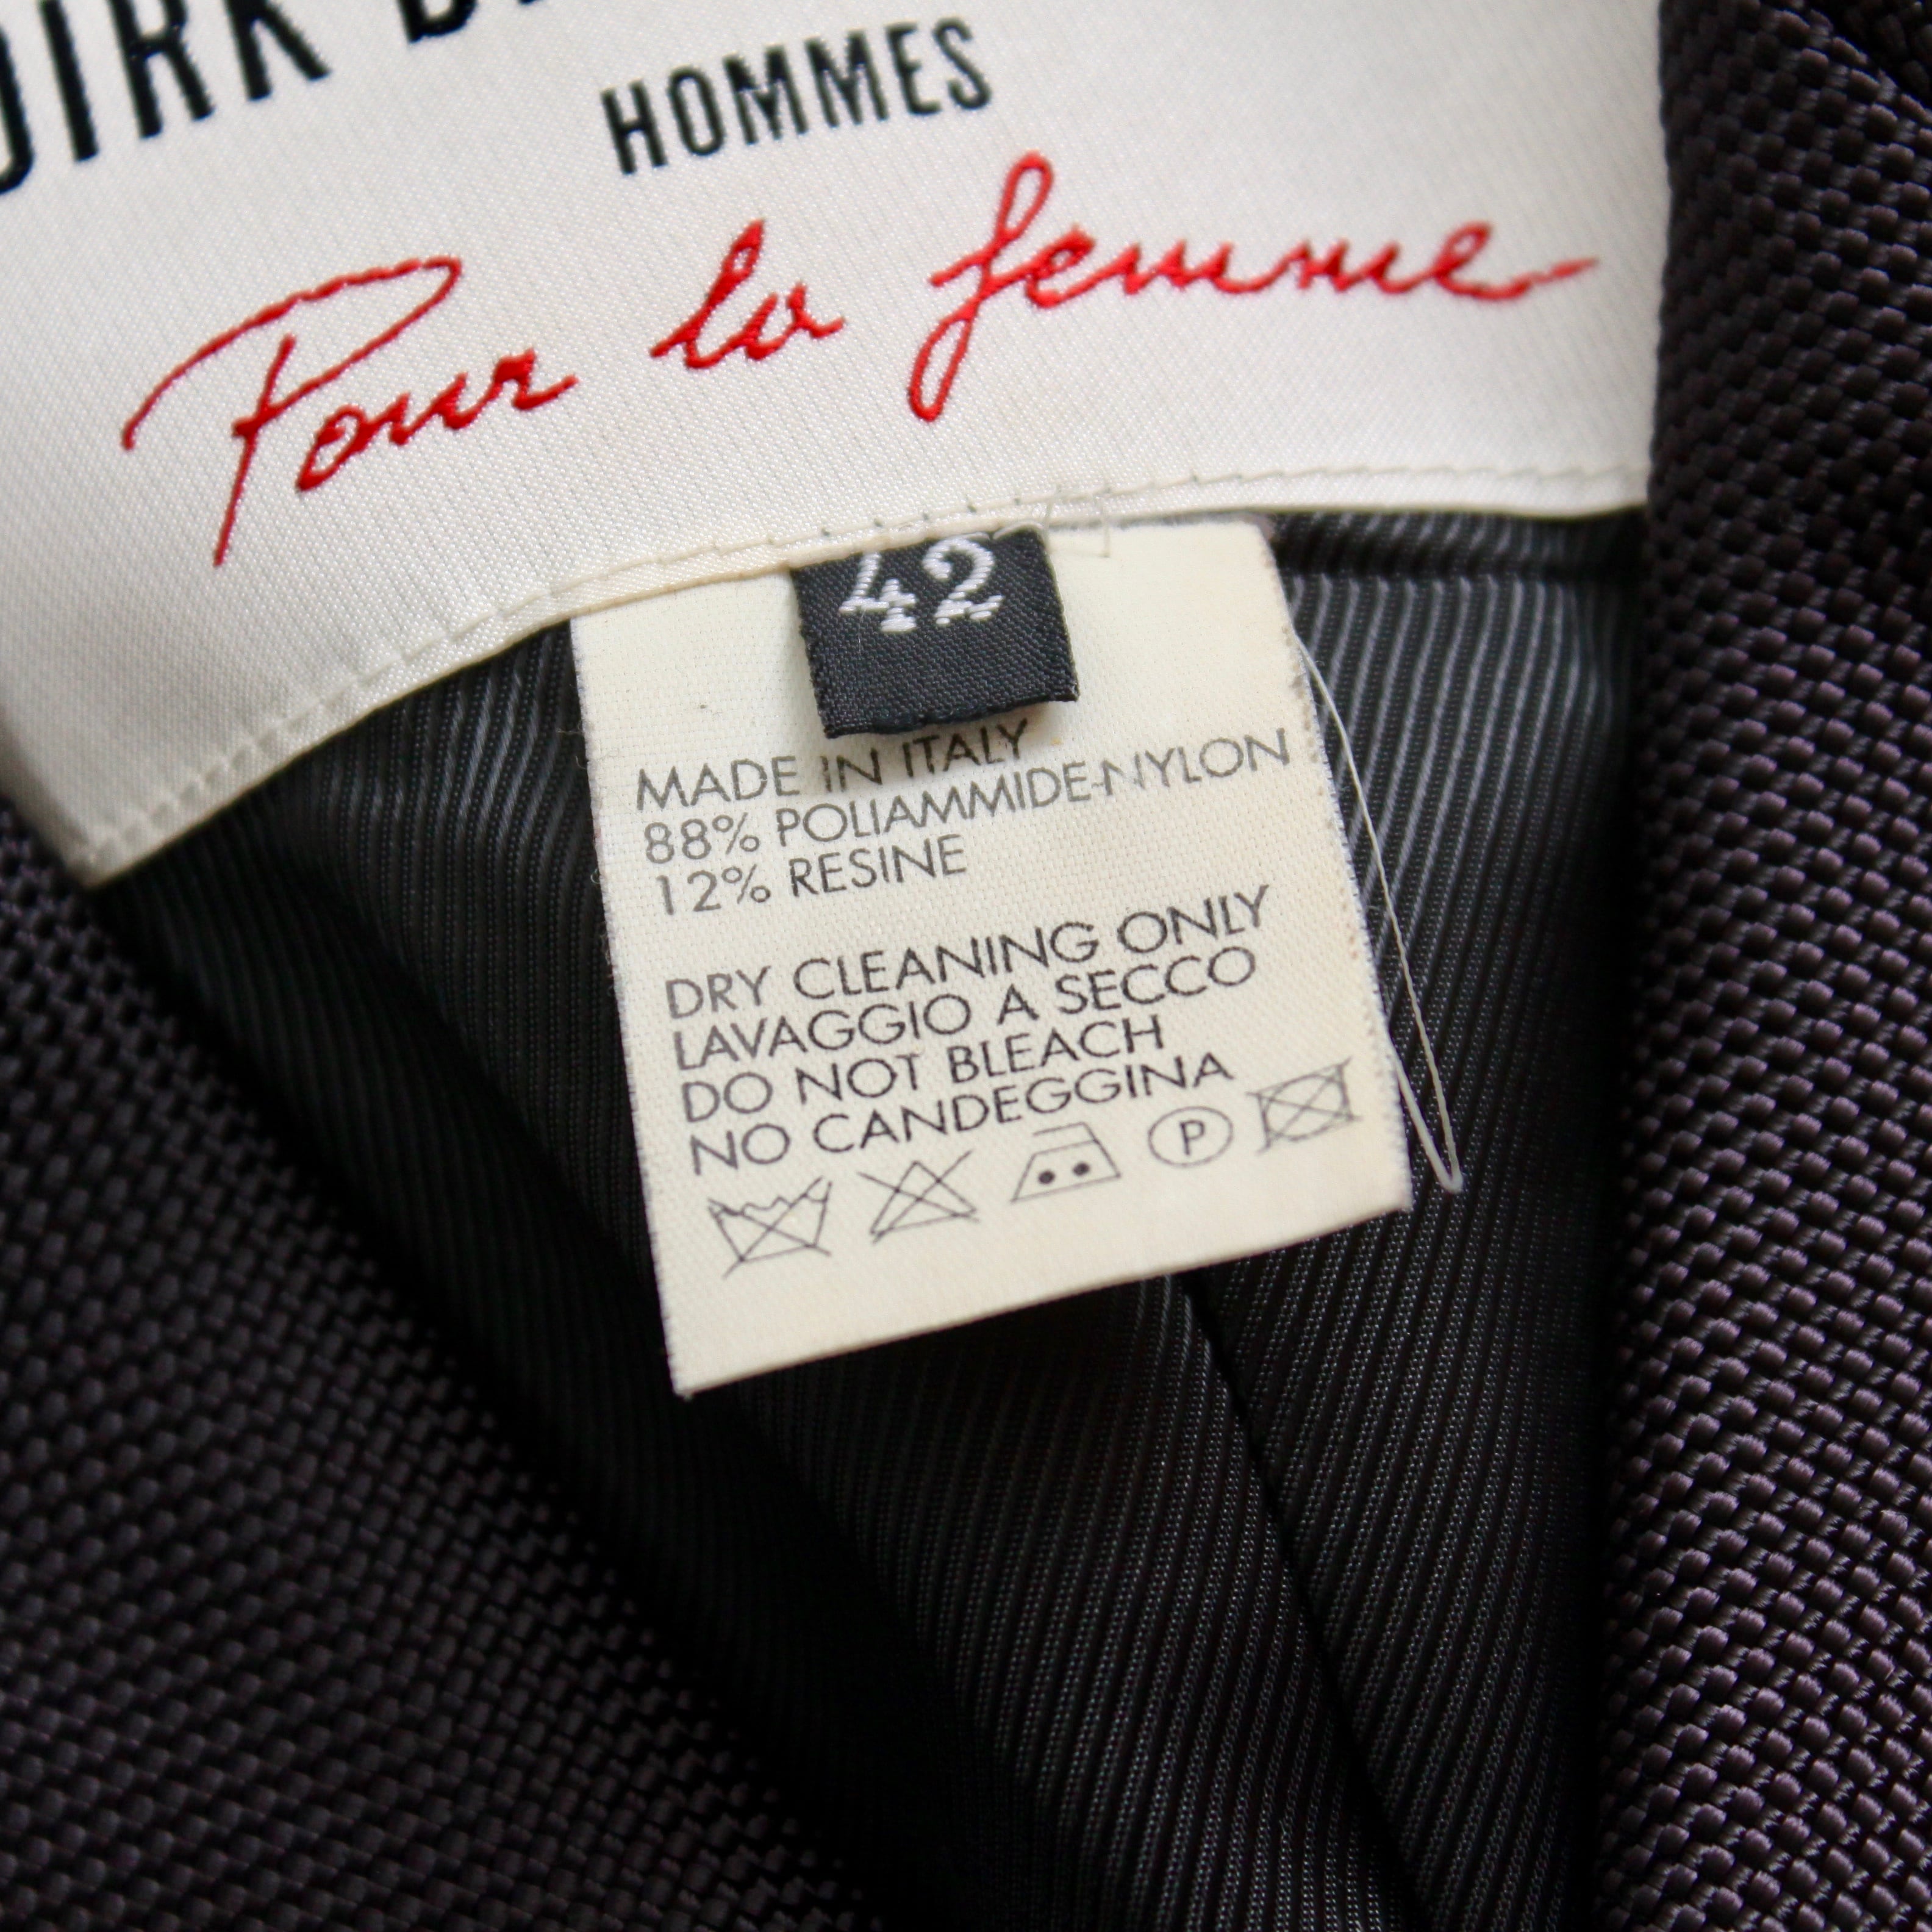 DIRK
HOMMES
Pour la femme
42
MADE IN ITALY
88% POLIAMMIDE-NYLON
12% RESINE
DRY CLEANING ONLY
LAVAGGIO A SECCO
DO NOT BLEACH
NO CANDEGGINA
P